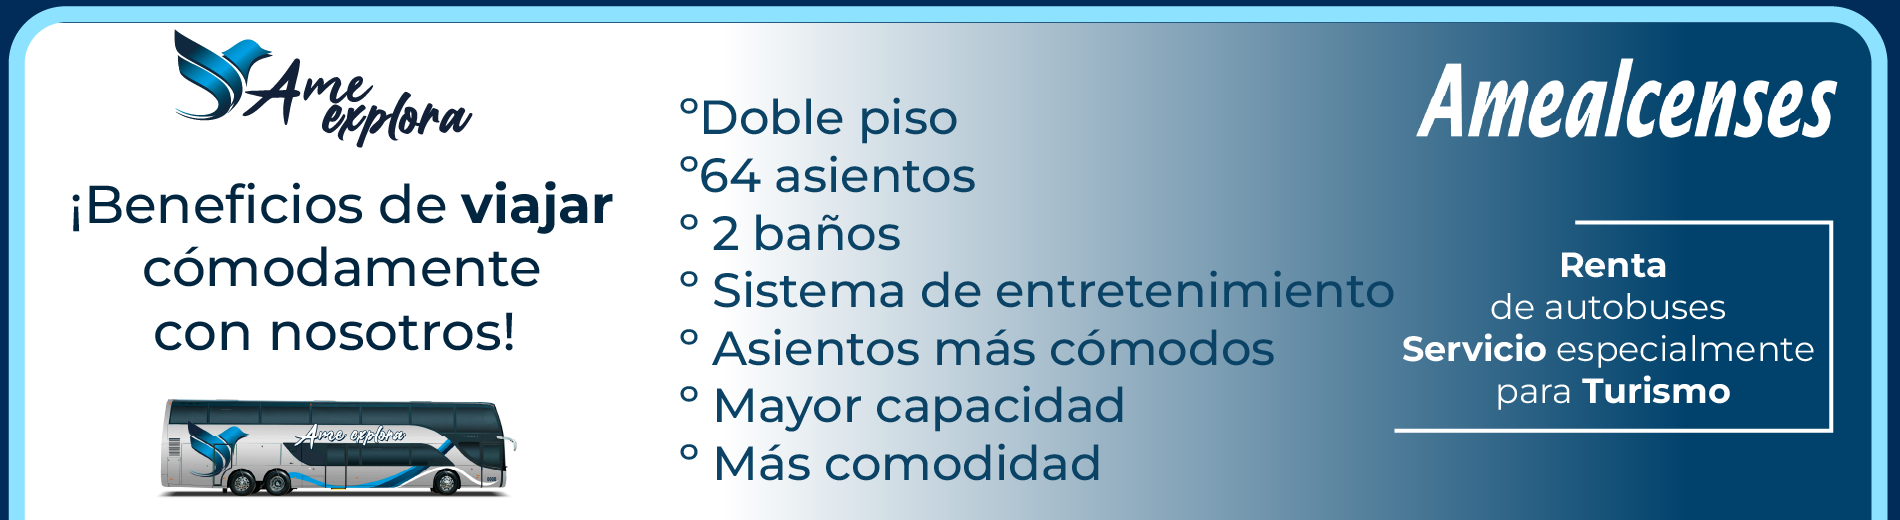 Ame
explora
¡Beneficios de viajar
cómodamente
con nosotros!
Ame explora
°Doble piso
°64 asientos
° 2 baños
° Sistema de entretenimiento
° Asientos más cómodos
° Mayor capacidad
° Más comodidad
Amealcenses
Renta
de autobuses
Servicio especialmente
para Turismo